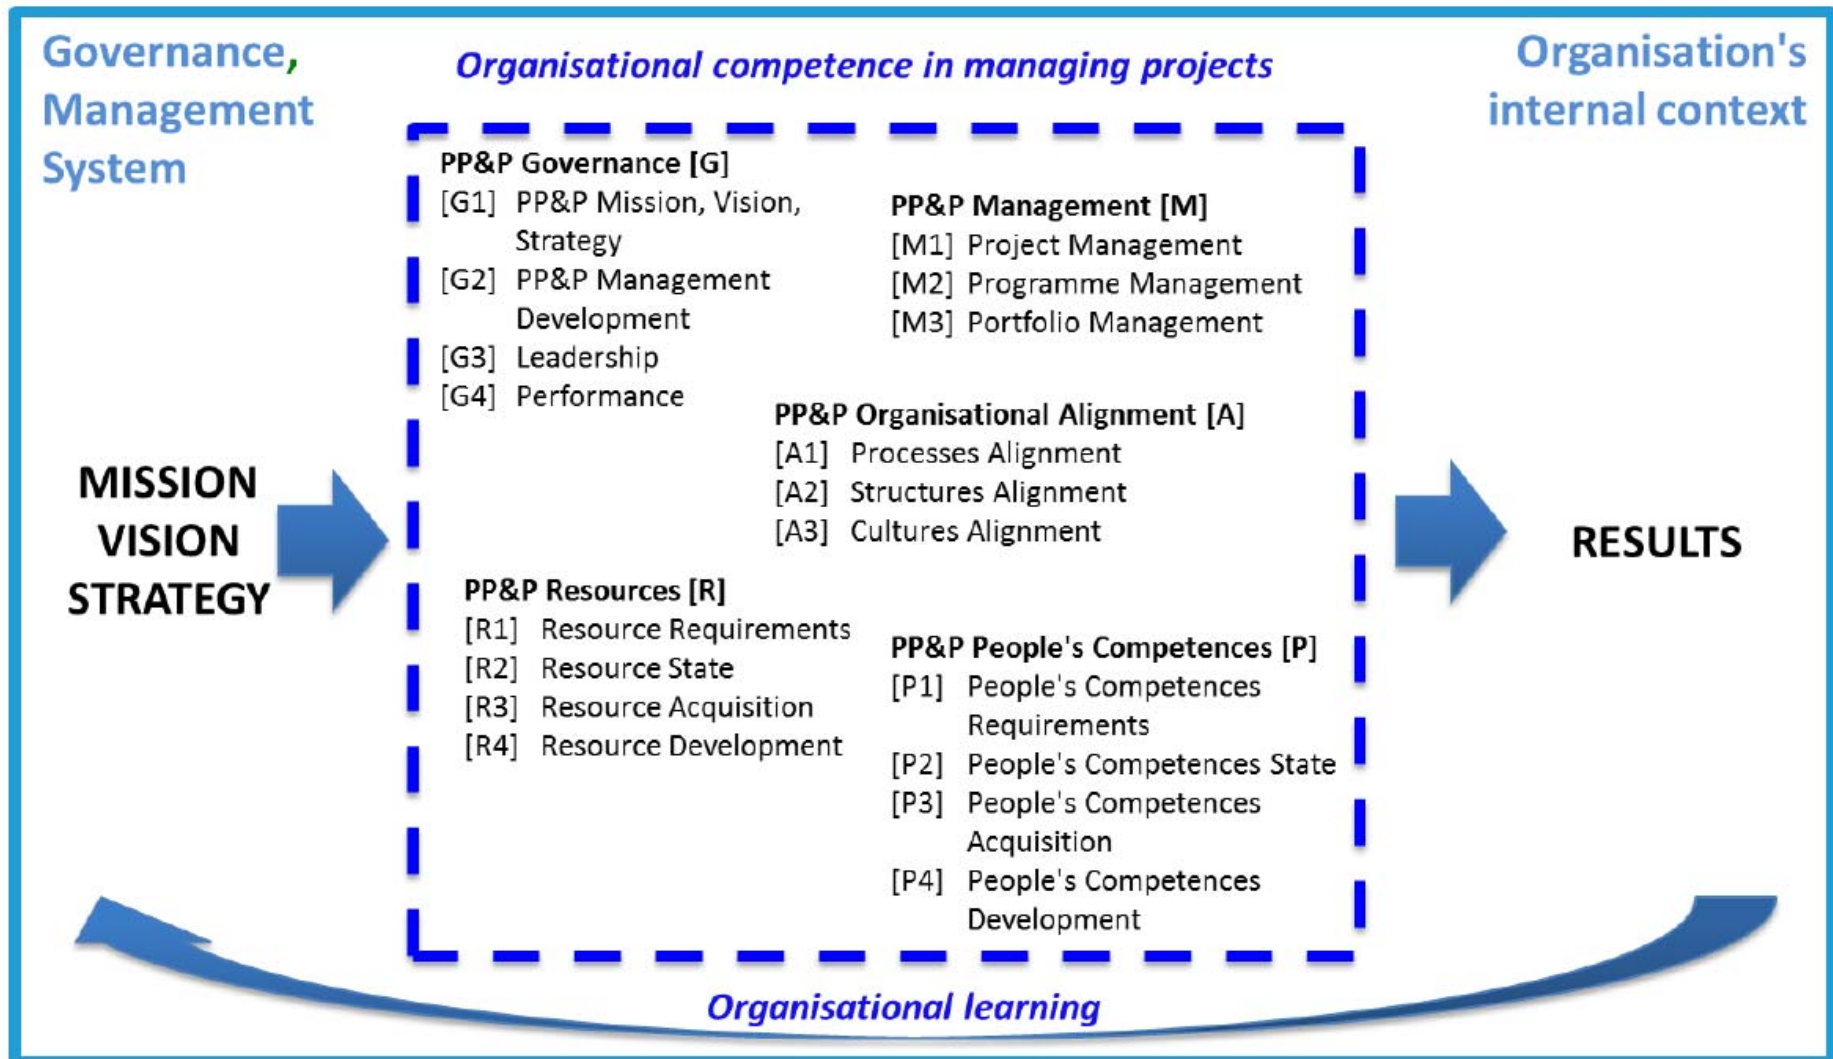 Governance,
Management
System
Organisational competence in managing projects
Organisation's
internal context
PP&P Governance [G]
[G1] PP&P Mission, Vision,
Strategy
[G2] PP&P Management
Development
[G3] Leadership
[G4] Performance
PP&P Management [M]
[M1] Project Management
[M2] Programme Management
[M3] Portfolio Management
PP&P Organisational Alignment [A]
[A1] Processes Alignment
[A2] Structures Alignment
[A3] Cultures Alignment
MISSION
VISION
STRATEGY
RESULTS
PP&P Resources [R]
[R1] Resource Requirements
[R2] Resource State
[R3] Resource Acquisition
[R4] Resource Development
PP&P People's Competences [P]
[P1] People's Competences
Requirements
[P2] People's Competences State
[P3] People's Competences
Acquisition
[P4] People's Competences
Development
Organisational learning